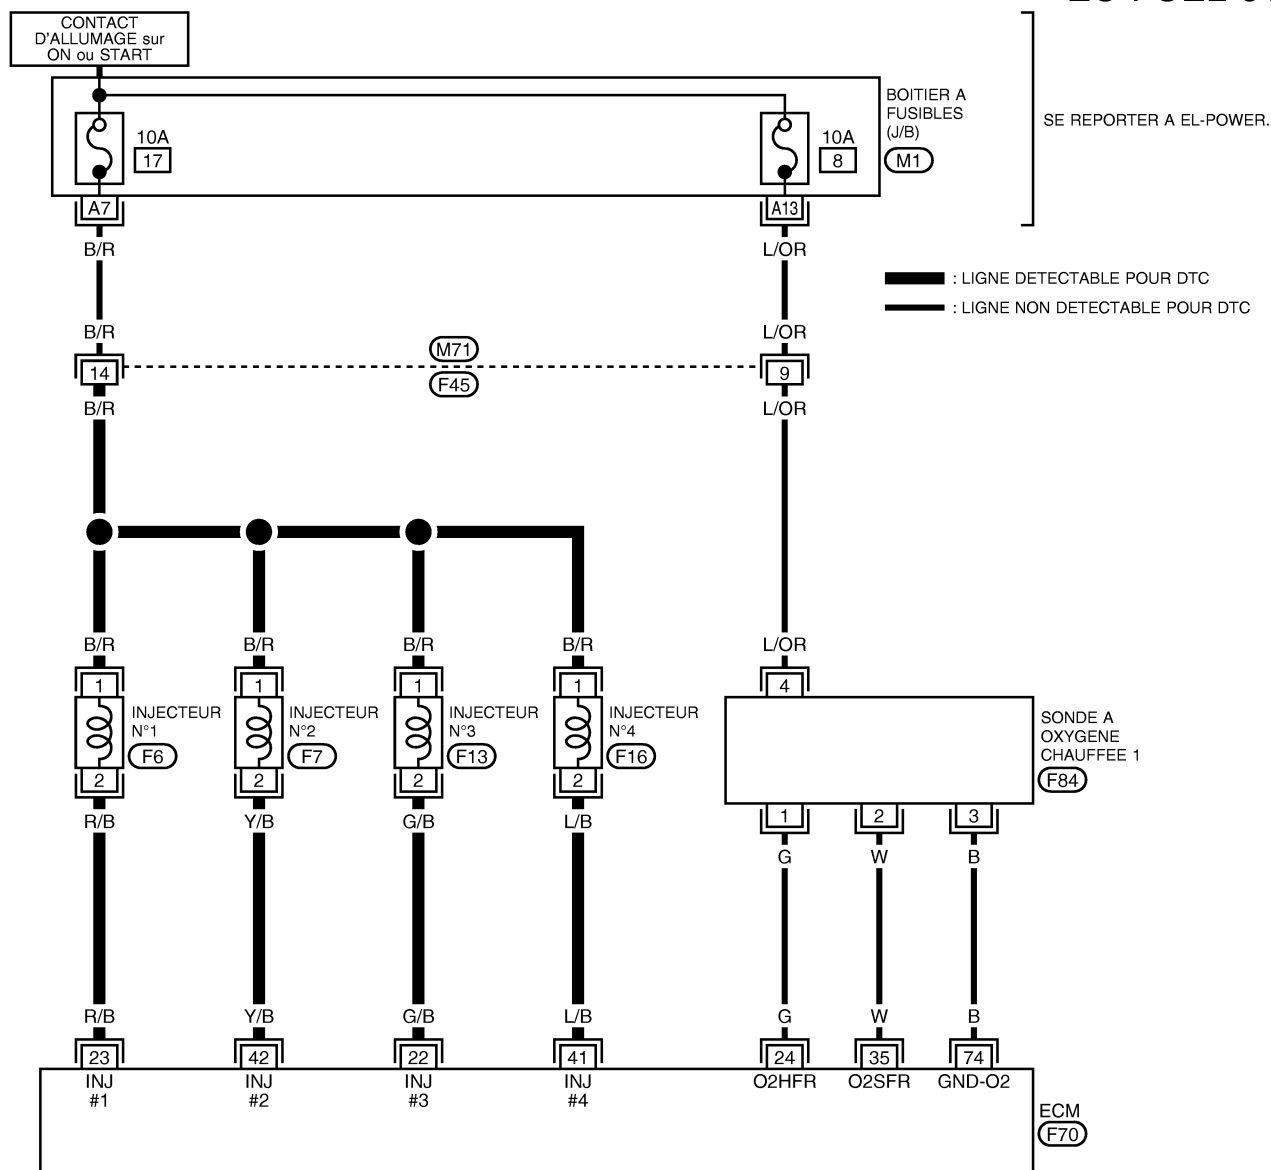 CONTACT
D'ALLUMAGE sur
ON ou START
BOITIER A
FUSIBLES
(J/B)
M1
SE REPORTER A EL-POWER.
10A
17
10A
8
A7
A13
B/R
L/OR
: LIGNE DETECTABLE POUR DTC
: LIGNE NON DETECTABLE POUR DTC
B/R
L/OR
M71
14
9
F45
B/R
L/OR
B/R
B/R
B/R
B/R
L/OR
1
1
1
1
4
INJECTEUR
N°1
F6
INJECTEUR
N°2
F7
INJECTEUR
N°3
F13
INJECTEUR
N°4
F16
SONDE A
OXYGENE
CHAUFFEE 1
F84
2
2
2
2
1
2
3
R/B
Y/B
G/B
L/B
G
W
B
R/B
Y/B
G/B
L/B
G
W
B
23
42
22
41
24
35
74
INJ
#1
INJ
#2
INJ
#3
INJ
#4
O2HFR
O2SFR
GND-O2
ECM
F70